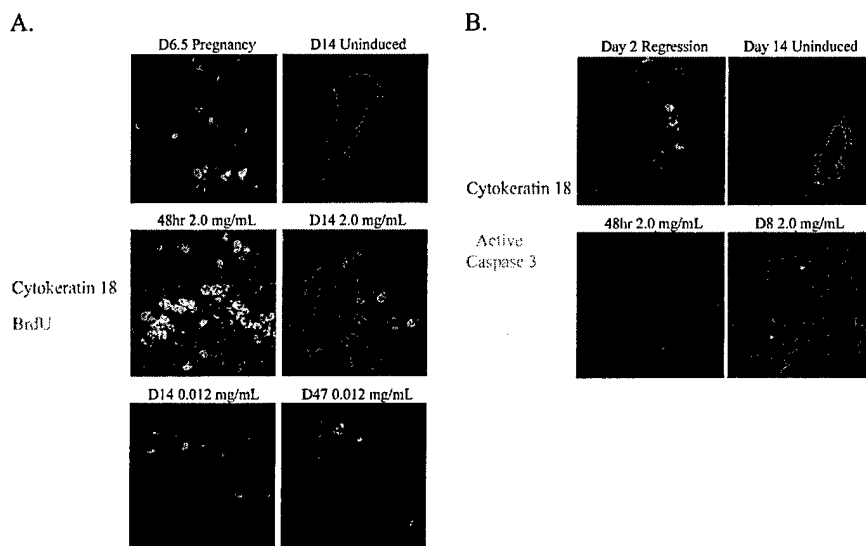 A.
D6.5 Pregnancy
D14 Uninduced
48hr 2.0 mg/mL
D14 2.0 mg/mL
Cytokeratin 18
BrdU
D14 0.012 mg/mL
D47 0.012 mg/mL
B.
Day 2 Regression
Day 14 Uninduced
Cytokeratin 18
48hr 2.0 mg/mL
D8 2.0 mg/mL
Active
Caspase 3